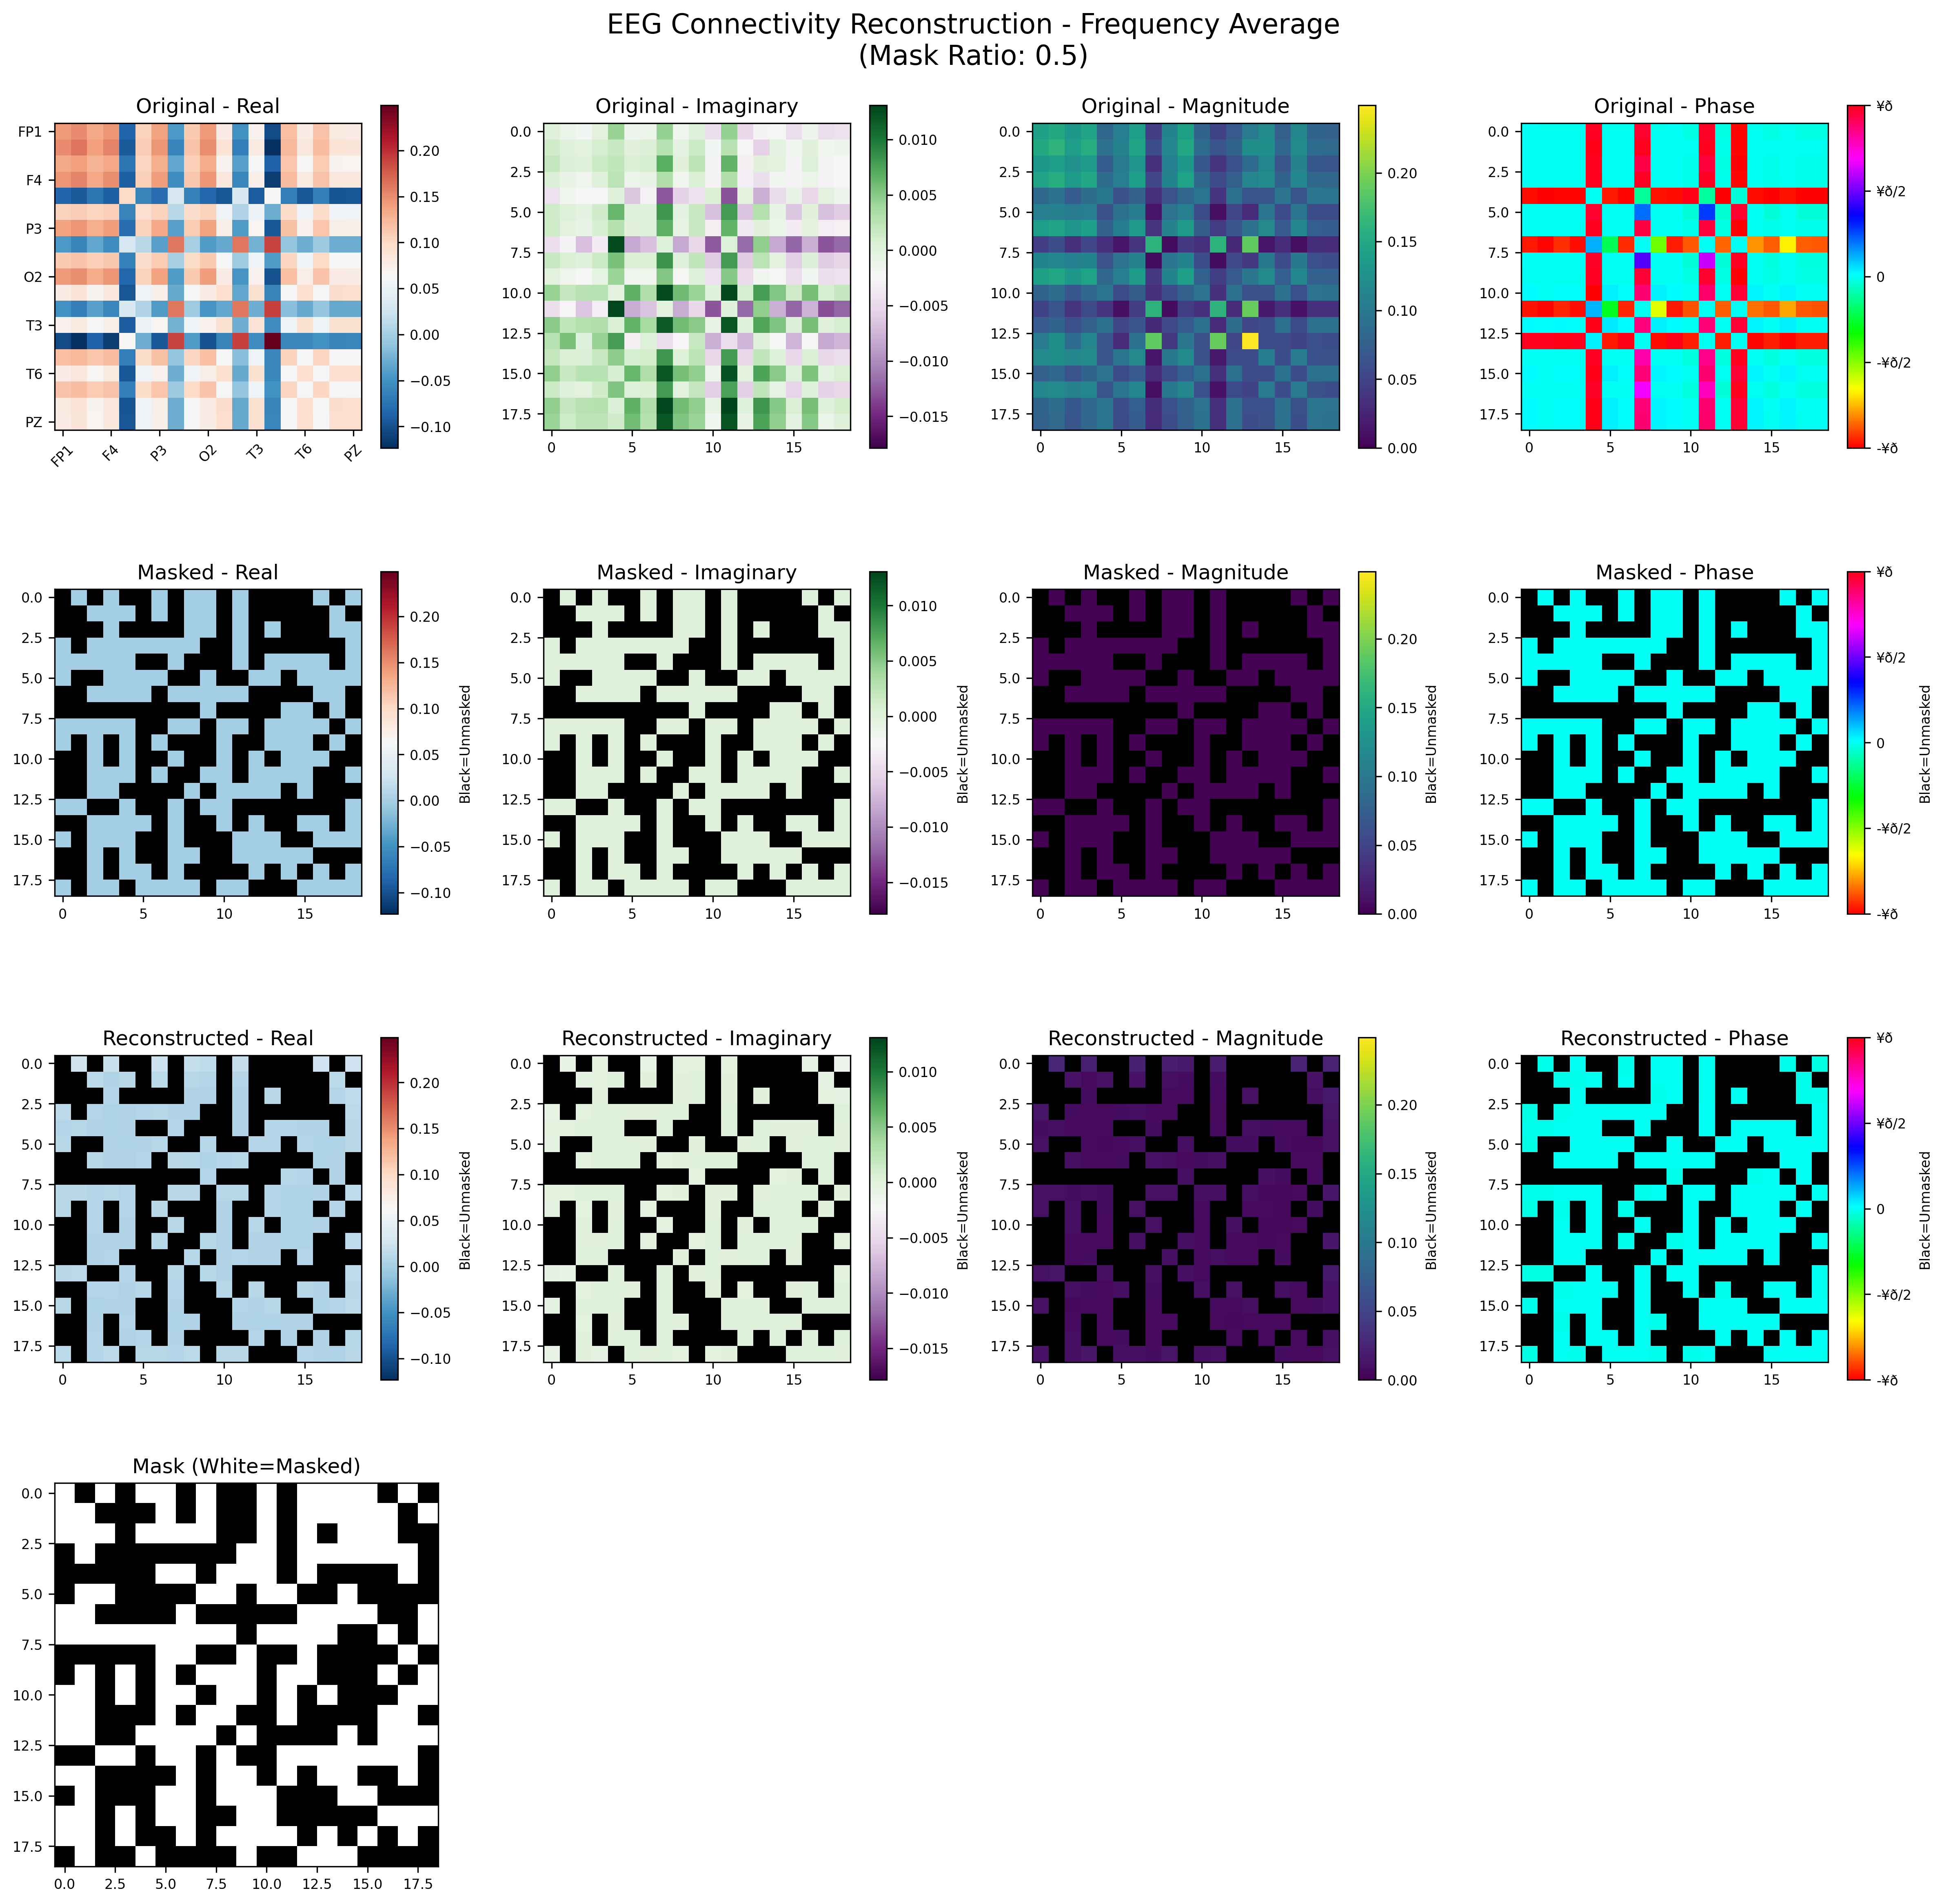 EEG Connectivity Reconstruction - Frequency Average
(Mask Ratio: 0.5)
Original - Real
FP1
F4
P3
O2
T3
T6
PZ
FP1 F4 P3 O2 T3 T6 PZ
0.20
0.15
0.10
0.05
0.00
−0.05
−0.10
Original - Imaginary
0.0
2.5
5.0
7.5
10.0
12.5
15.0
17.5
0 5 10 15
0.010
0.005
0.000
−0.005
−0.010
−0.015
Original - Magnitude
0.0
2.5
5.0
7.5
10.0
12.5
15.0
17.5
0 5 10 15
0.20
0.15
0.10
0.05
0.00
Original - Phase
0.0
2.5
5.0
7.5
10.0
12.5
15.0
17.5
0 5 10 15
¥ð
¥ð/2
0
-¥ð/2
-¥ð
Masked - Real
0.0
2.5
5.0
7.5
10.0
12.5
15.0
17.5
0 5 10 15
0.20
0.15
0.10
0.05
0.00
−0.05
−0.10
Black=Unmasked
Masked - Imaginary
0.0
2.5
5.0
7.5
10.0
12.5
15.0
17.5
0 5 10 15
0.010
0.005
0.000
−0.005
−0.010
−0.015
Black=Unmasked
Masked - Magnitude
0.0
2.5
5.0
7.5
10.0
12.5
15.0
17.5
0 5 10 15
0.20
0.15
0.10
0.05
0.00
Black=Unmasked
Masked - Phase
0.0
2.5
5.0
7.5
10.0
12.5
15.0
17.5
0 5 10 15
¥ð
¥ð/2
0
-¥ð/2
-¥ð
Black=Unmasked
Reconstructed - Real
0.0
2.5
5.0
7.5
10.0
12.5
15.0
17.5
0 5 10 15
0.20
0.15
0.10
0.05
0.00
−0.05
−0.10
Black=Unmasked
Reconstructed - Imaginary
0.0
2.5
5.0
7.5
10.0
12.5
15.0
17.5
0 5 10 15
0.010
0.005
0.000
−0.005
−0.010
−0.015
Black=Unmasked
Reconstructed - Magnitude
0.0
2.5
5.0
7.5
10.0
12.5
15.0
17.5
0 5 10 15
0.20
0.15
0.10
0.05
0.00
Black=Unmasked
Reconstructed - Phase
0.0
2.5
5.0
7.5
10.0
12.5
15.0
17.5
0 5 10 15
¥ð
¥ð/2
0
-¥ð/2
-¥ð
Black=Unmasked
Mask (White=Masked)
0.0
2.5
5.0
7.5
10.0
12.5
15.0
17.5
0.0 2.5 5.0 7.5 10.0 12.5 15.0 17.5